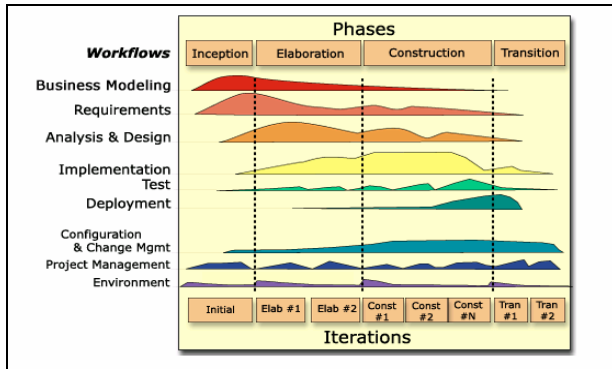 Phases
Workflows
Inception
Elaboration
Construction
Transition
Business Modeling
Requirements
Analysis & Design
Implementation
Test
Deployment
Configuration
& Change Mgmt
Project Management
Environment
Initial
Elab #1
Elab #2
Const
#1
Const
#2
Const
#N
Tran
#1
Tran
#2
Iterations